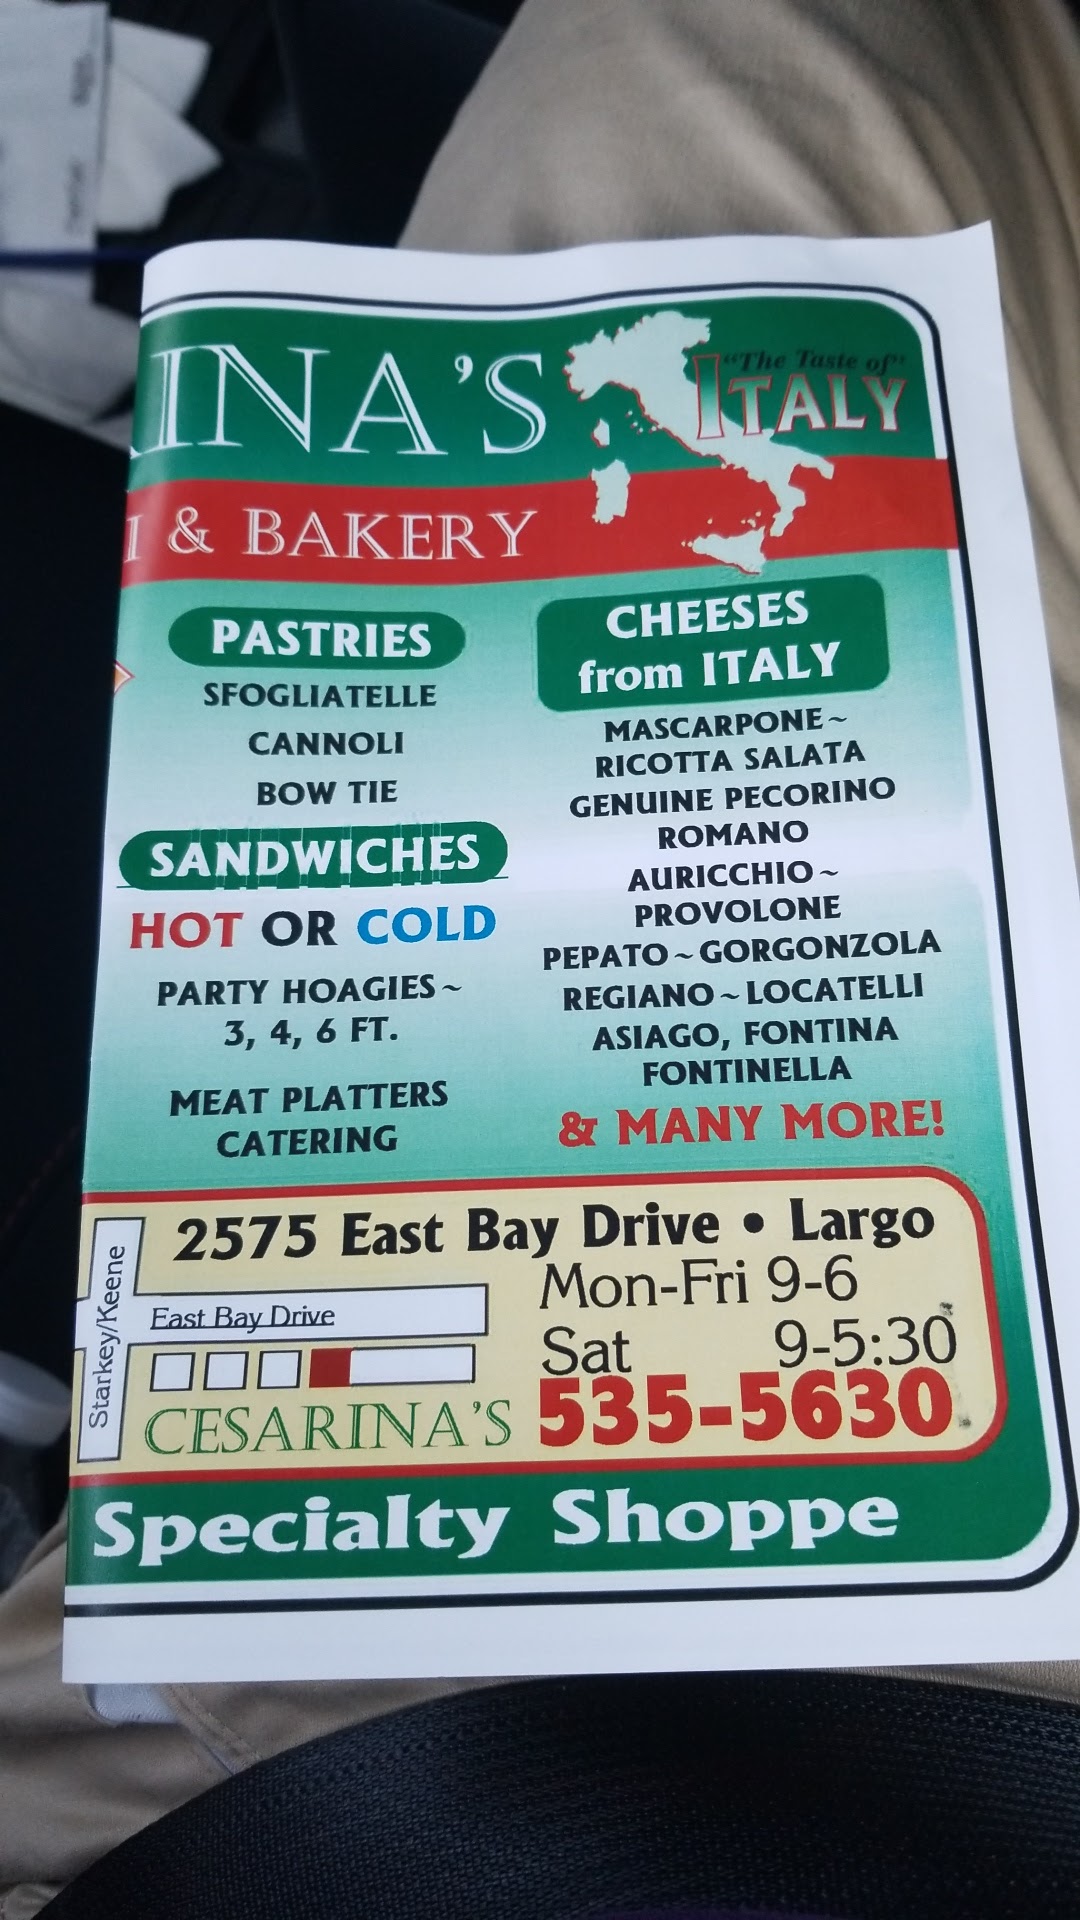 INA'S
"The Taste of"
ITALY
I & BAKERY
PASTRIES
SFOGLIATELLE
CANNOLI
BOW TIE
SANDWICHES
HOT OR COLD
PARTY HOAGIES~
3, 4, 6 FT.
MEAT PLATTERS
CATERING
CHEESES
from ITALY
MASCARPONE~
RICOTTA SALATA
GENUINE PECORINO
ROMANO
AURICCHIO~
PROVOLONE
PEPATO~GORGONZOLA
REGIANO~LOCATELLI
ASIAGO, FONTINA
FONTINELLA
& MANY MORE!
2575 East Bay Drive • Largo
Mon-Fri 9-6
Sat 9-5:30
535-5630
Starkey/Keene
East Bay Drive
CESARINA'S
Specialty Shoppe